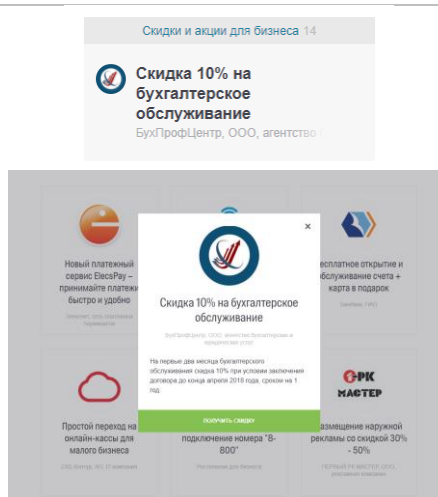 Скидки и акции для бизнеса 14
Скидка 10% на
бухгалтерское
обслуживание
БухПрофЦентр, ООО, агентство
Новый платежный
сервис ElecsPay –
принимайте платежи
быстро и удобно
есплатное открытие и
бслуживание счета +
карта в подарок
×
Скидка 10% на бухгалтерское
обслуживание
БухПрофЦентр, ООО, агентство бухгалтерских и
юридических услуг
На первые два месяца бухгалтерского
обслуживания скидка 10% при условии заключения
договора до конца апреля 2018 года, сроком на 1
год.
ПОЛУЧИТЬ СКИДКУ
Простой переход на
онлайн-кассы для
малого бизнеса
подключение номера "8-
800"
РК
МАСТЕР
азмещение наружной
рекламы со скидкой 30%
- 50%